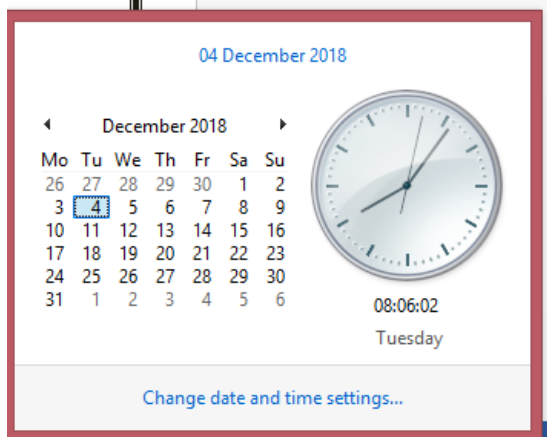 04 December 2018
December 2018
Mo Tu We Th Fr Sa Su
26 27 28 29 30 1 2
3 4 5 6 7 8 9
10 11 12 13 14 15 16
17 18 19 20 21 22 23
24 25 26 27 28 29 30
31 1 2 3 4 5 6
08:06:02
Tuesday
Change date and time settings...